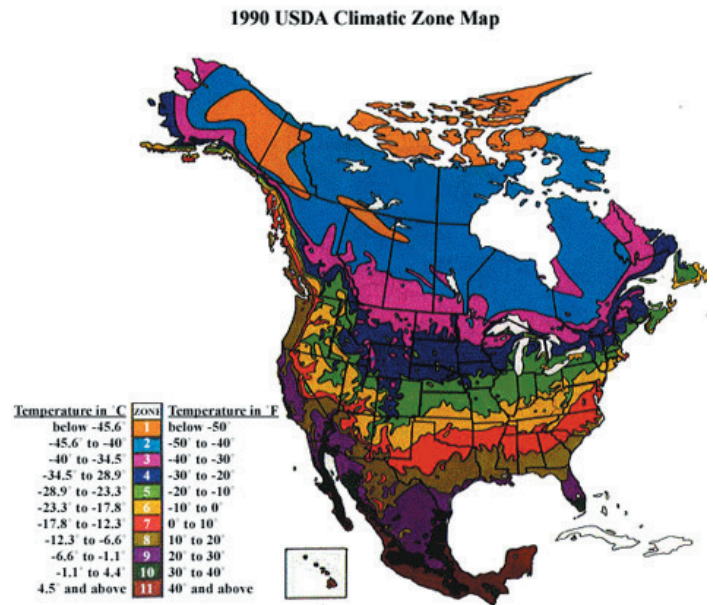 1990 USDA Climatic Zone Map
Temperature in °C ZONE Temperature in °F
below -45.6° 1 below -50°
-45.6° to -40° 2 -50° to -40°
-40° to -34.5° 3 -40° to -30°
-34.5° to 28.9° 4 -30° to -20°
-28.9° to -23.3° 5 -20° to -10°
-23.3° to -17.8° 6 -10° to 0°
-17.8° to -12.3° 7 0° to 10°
-12.3° to -6.6° 8 10° to 20°
-6.6° to -1.1° 9 20° to 30°
-1.1° to 4.4° 10 30° to 40°
4.5° and above 11 40° and above